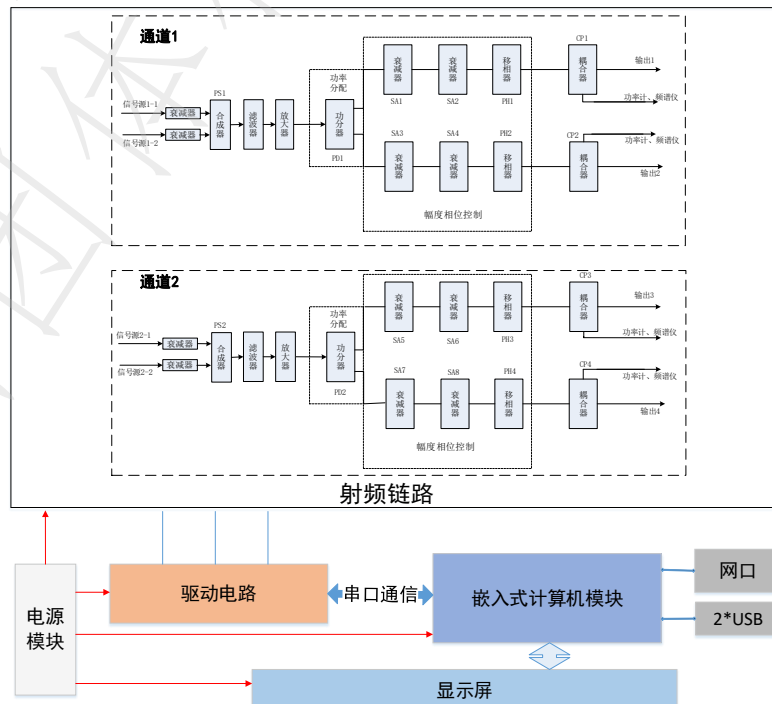 通道1
PS1
信号源1-1
衰减器
信号源1-2
衰减器
合成器
滤波器
放大器
功率
分配
功分器
PD1
衰减器
SA1
衰减器
SA2
移相器
PH1
SA3
衰减器
SA4
衰减器
PH2
移相器
幅度相位控制
CP1
耦合器
输出1
功率计、频谱仪
CP2
耦合器
功率计、频谱仪
输出2
通道2
PS2
信号源2-1
衰减器
信号源2-2
衰减器
合成器
滤波器
放大器
功率
分配
功分器
PD2
衰减器
SA5
衰减器
SA6
移相器
PH3
SA7
衰减器
SA8
衰减器
PH4
移相器
幅度相位控制
CP3
耦合器
输出3
功率计、频谱仪
CP4
耦合器
功率计、频谱仪
输出4
射频链路
电源
模块
驱动电路
串口通信
嵌入式计算机模块
网口
2*USB
显示屏
团体